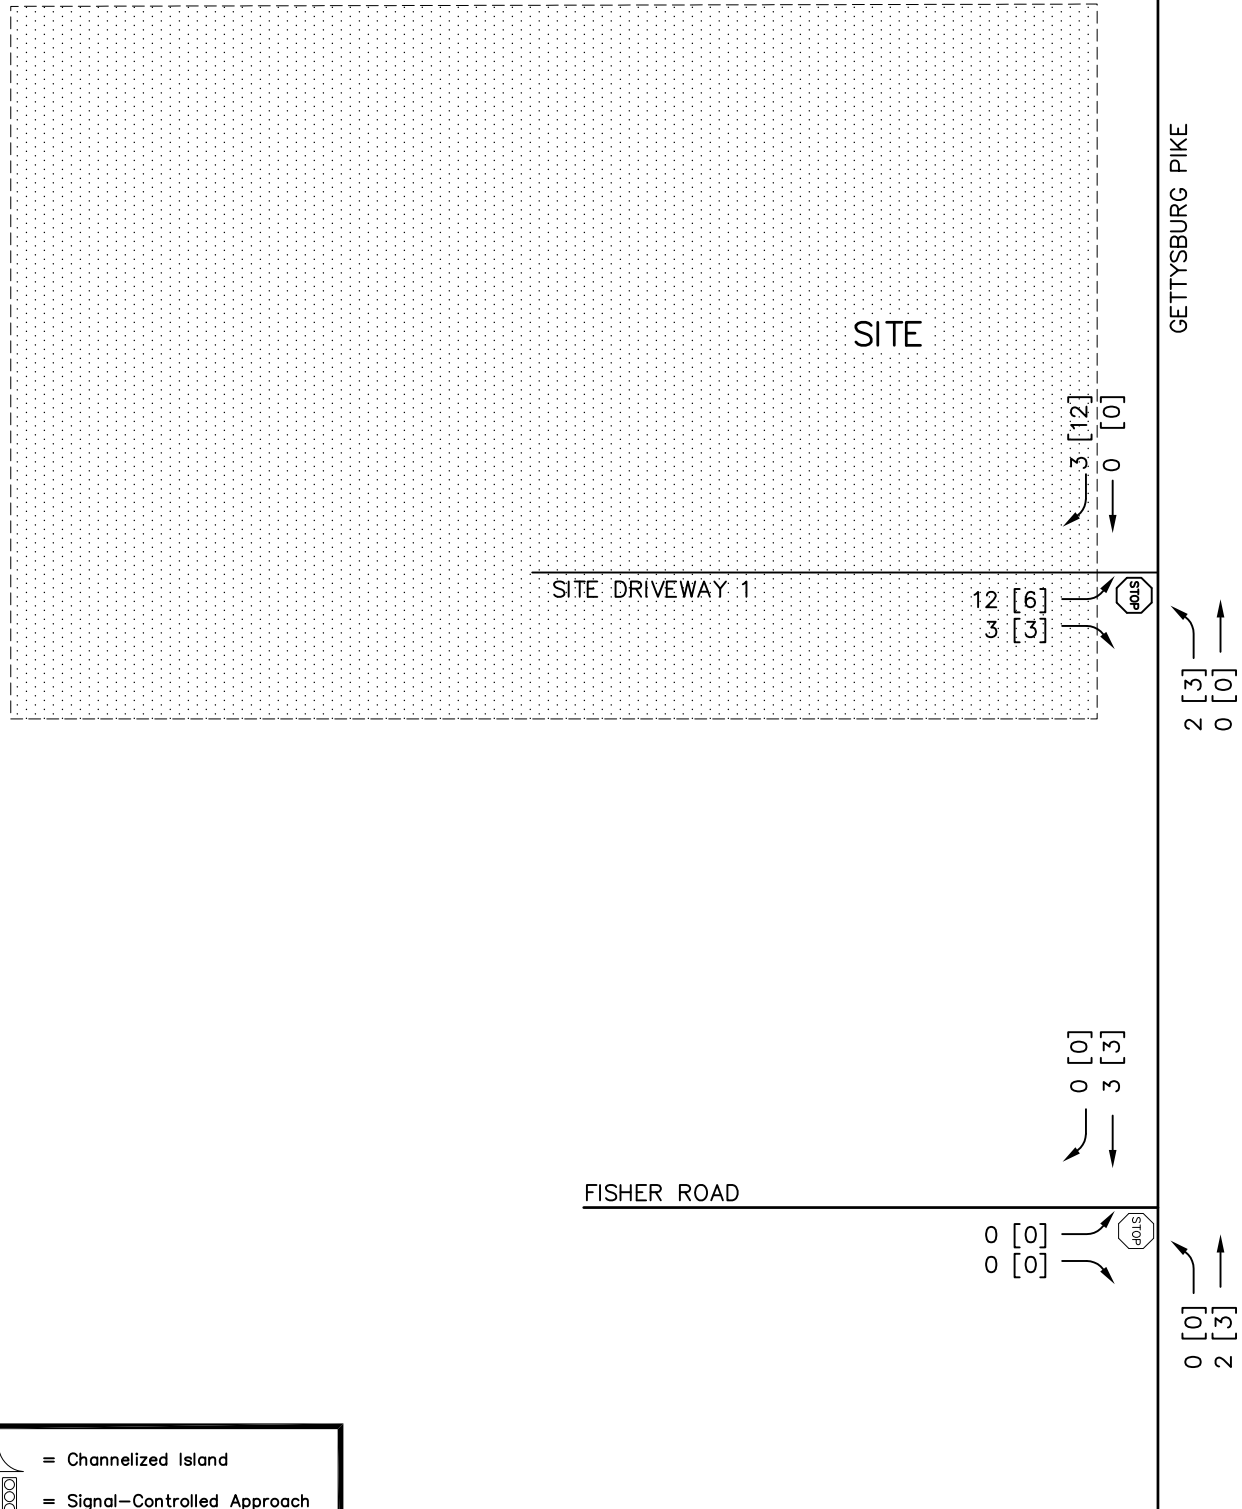 GETTYSBURG PIKE
SITE
3 [12]
0 [0]
SITE DRIVEWAY 1
STOP
12 [6]
3 [3]
2 [3]
0 [0]
0 [0]
3 [3]
FISHER ROAD
STOP
0 [0]
0 [0]
0 [0]
2 [3]
= Channelized Island
= Signal-Controlled Approach